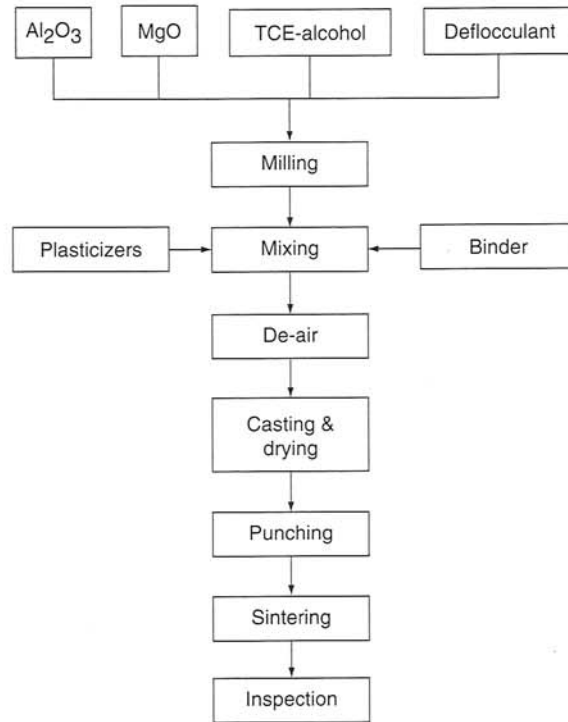 Al₂O₃
MgO
TCE-alcohol
Deflocculant
Milling
Plasticizers
Mixing
Binder
De-air
Casting &
drying
Punching
Sintering
Inspection